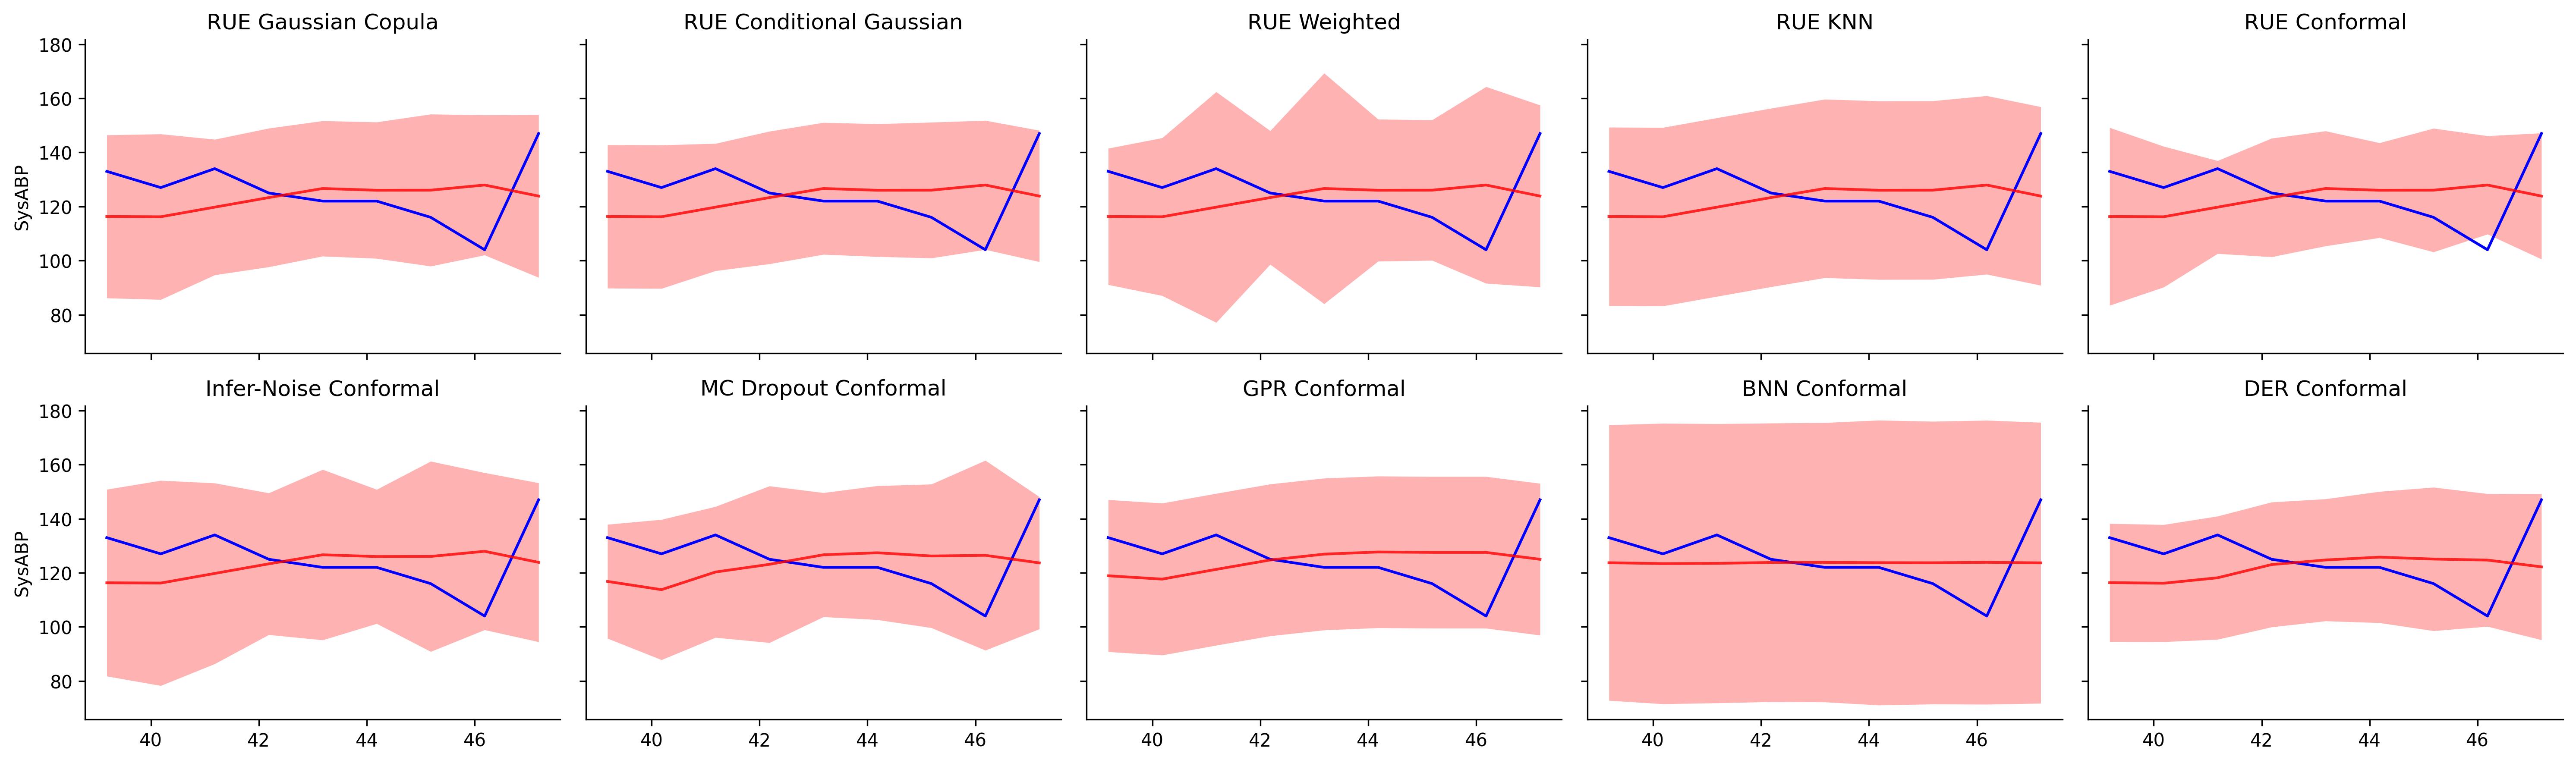 RUE Gaussian Copula
RUE Conditional Gaussian
RUE Weighted
RUE KNN
RUE Conformal
180
160
140
120
100
80
SysABP
Infer-Noise Conformal
MC Dropout Conformal
GPR Conformal
BNN Conformal
DER Conformal
180
160
140
120
100
80
SysABP
40 42 44 46
40 42 44 46
40 42 44 46
40 42 44 46
40 42 44 46